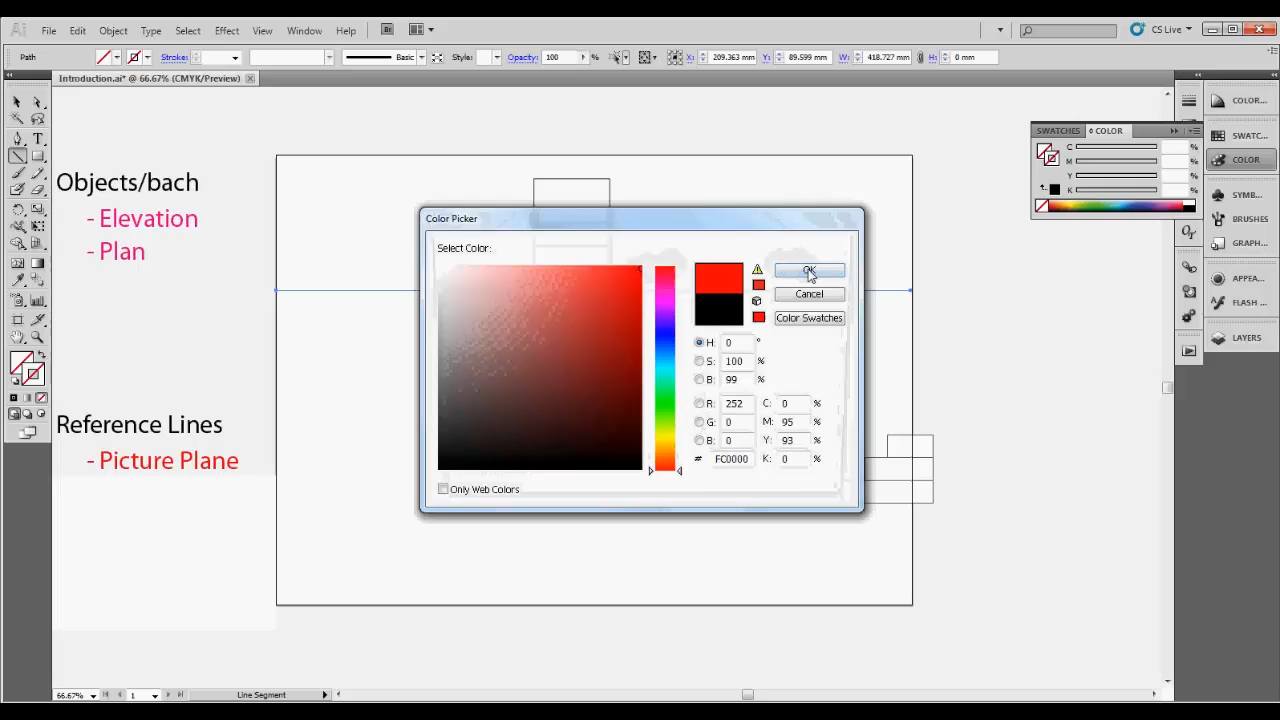 Ai File Edit Object Type Select Effect View Window Help Br CS Live
Path Strokes Basic Style: Opacity: 100 % X: 209.363 mm Y: 89.599 mm W: 418.727 mm H: 0 mm
Introduction.ai* @ 66.67% (CMYK/Preview)
COLOR...
SWATCHES COLOR
SWATC...
C %
M %
COLOR
Y %
K %
Objects/bach
- Elevation
- Plan
SYMB...
BRUSHES
GRAPH...
APPEA...
FLASH ...
LAYERS
Color Picker
Select Color:
OK
Cancel
Color Swatches
H: 0 °
S: 100 %
B: 99 %
R: 252 C: 0 %
G: 0 M: 95 %
B: 0 Y: 93 %
# FC0000 K: 0 %
Only Web Colors
Reference Lines
- Picture Plane
66.67% 1 Line Segment